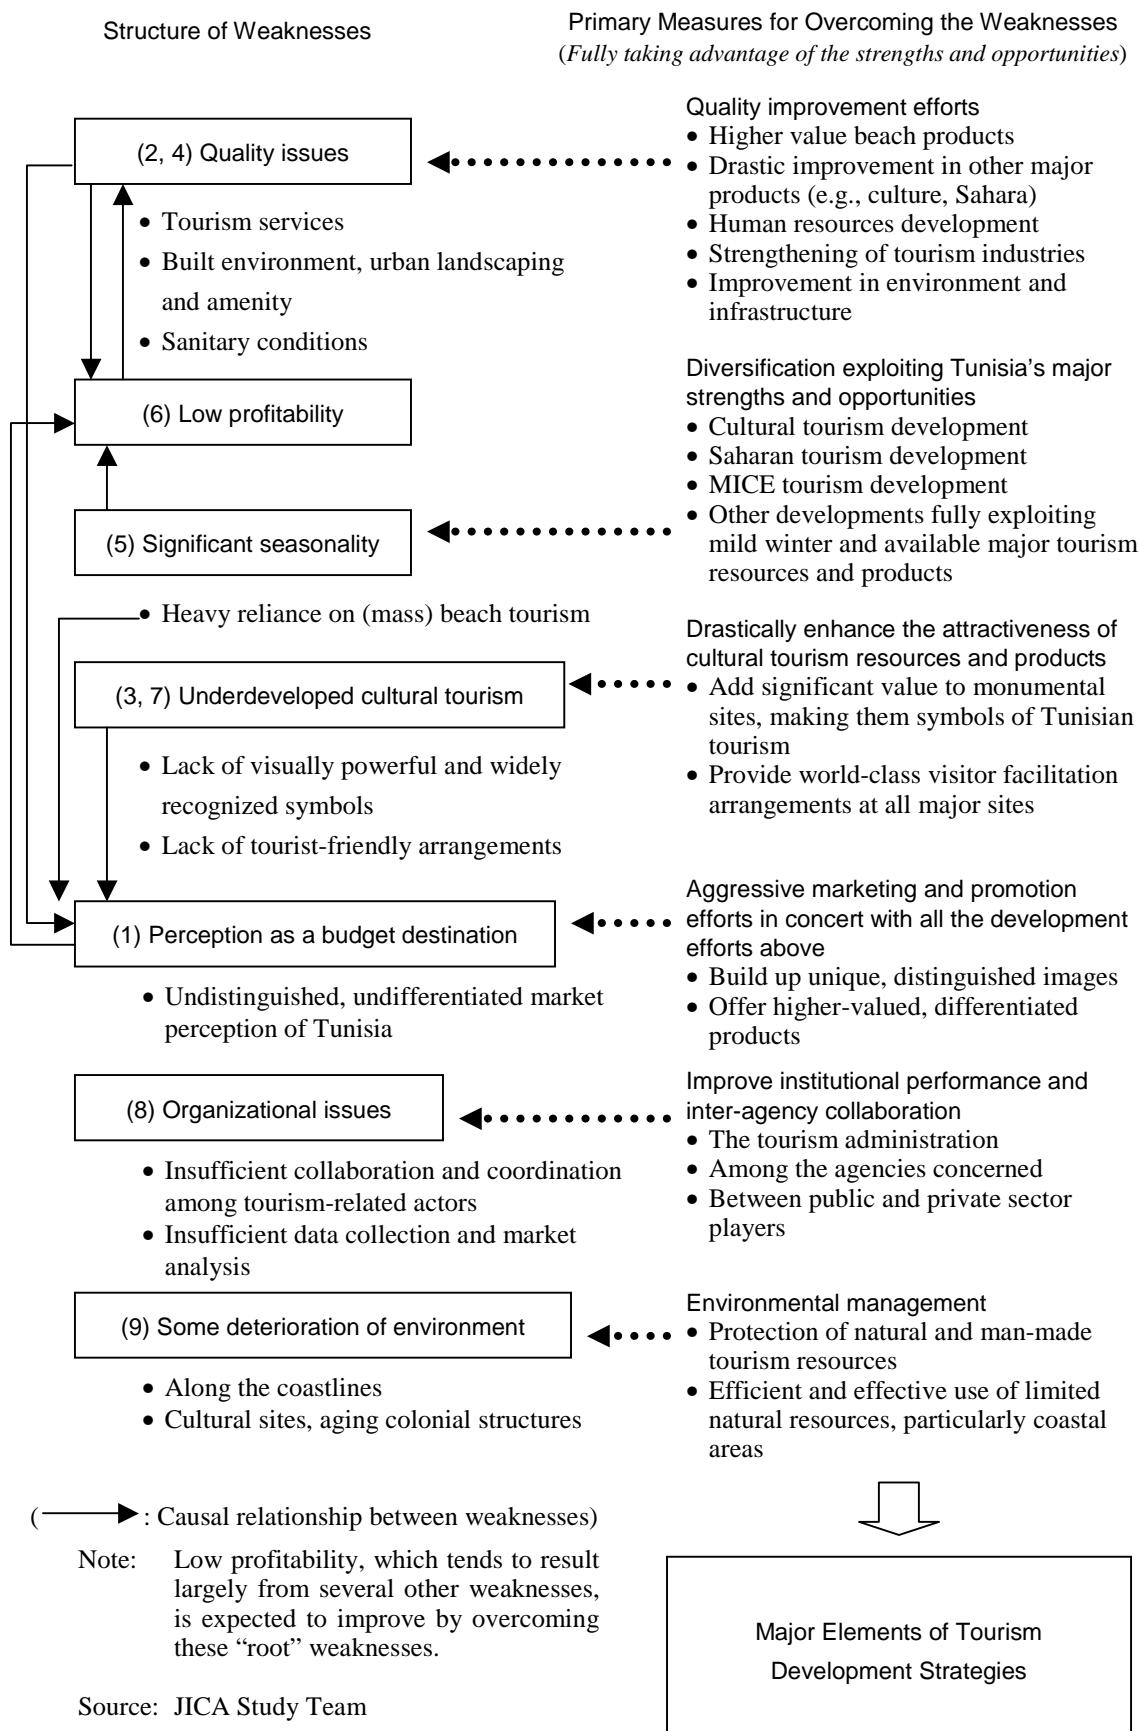 Structure of Weaknesses
Primary Measures for Overcoming the Weaknesses
(Fully taking advantage of the strengths and opportunities)
(2, 4) Quality issues
• Tourism services
• Built environment, urban landscaping
and amenity
• Sanitary conditions
Quality improvement efforts
• Higher value beach products
• Drastic improvement in other major
products (e.g., culture, Sahara)
• Human resources development
• Strengthening of tourism industries
• Improvement in environment and
infrastructure
(6) Low profitability
(5) Significant seasonality
• Heavy reliance on (mass) beach tourism
Diversification exploiting Tunisia’s major
strengths and opportunities
• Cultural tourism development
• Saharan tourism development
• MICE tourism development
• Other developments fully exploiting
mild winter and available major tourism
resources and products
(3, 7) Underdeveloped cultural tourism
• Lack of visually powerful and widely
recognized symbols
• Lack of tourist-friendly arrangements
Drastically enhance the attractiveness of
cultural tourism resources and products
• Add significant value to monumental
sites, making them symbols of Tunisian
tourism
• Provide world-class visitor facilitation
arrangements at all major sites
(1) Perception as a budget destination
• Undistinguished, undifferentiated market
perception of Tunisia
Aggressive marketing and promotion
efforts in concert with all the development
efforts above
• Build up unique, distinguished images
• Offer higher-valued, differentiated
products
(8) Organizational issues
• Insufficient collaboration and coordination
among tourism-related actors
• Insufficient data collection and market
analysis
Improve institutional performance and
inter-agency collaboration
• The tourism administration
• Among the agencies concerned
• Between public and private sector
players
(9) Some deterioration of environment
• Along the coastlines
• Cultural sites, aging colonial structures
Environmental management
• Protection of natural and man-made
tourism resources
• Efficient and effective use of limited
natural resources, particularly coastal
areas
( : Causal relationship between weaknesses)
Note: Low profitability, which tends to result
largely from several other weaknesses,
is expected to improve by overcoming
these “root” weaknesses.
Source: JICA Study Team
Major Elements of Tourism
Development Strategies